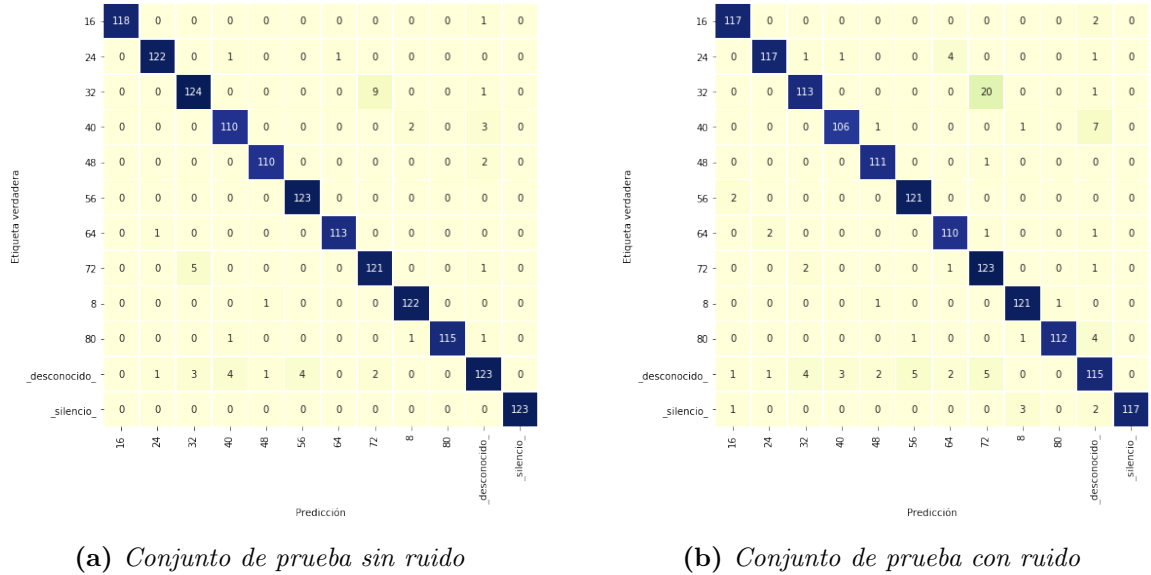 16 118 0 0 0 0 0 0 0 0 0 1 0
24 0 122 0 1 0 0 1 0 0 0 0 0
32 0 0 124 0 0 0 0 9 0 0 1 0
40 0 0 0 110 0 0 0 0 2 0 3 0
48 0 0 0 0 110 0 0 0 0 0 2 0
56 0 0 0 0 0 123 0 0 0 0 0 0
64 0 1 0 0 0 0 113 0 0 0 0 0
72 0 0 5 0 0 0 0 121 0 0 1 0
8 0 0 0 0 1 0 0 0 122 0 0 0
80 0 0 0 1 0 0 0 0 1 115 1 0
_desconocido_ 0 1 3 4 1 4 0 2 0 0 123 0
_silencio_ 0 0 0 0 0 0 0 0 0 0 0 123
16 24 32 40 48 56 64 72 8 80 _desconocido_ _silencio_
Etiqueta verdadera
Predicción
(a) Conjunto de prueba sin ruido
16 117 0 0 0 0 0 0 0 0 0 2 0
24 0 117 1 1 0 0 4 0 0 0 1 0
32 0 0 113 0 0 0 0 20 0 0 1 0
40 0 0 0 106 1 0 0 0 1 0 7 0
48 0 0 0 0 111 0 0 1 0 0 0 0
56 2 0 0 0 0 121 0 0 0 0 0 0
64 0 2 0 0 0 0 110 1 0 0 1 0
72 0 0 2 0 0 0 1 123 0 0 1 0
8 0 0 0 0 1 0 0 0 121 1 0 0
80 0 0 0 0 0 1 0 0 1 112 4 0
_desconocido_ 1 1 4 3 2 5 2 5 0 0 115 0
_silencio_ 1 0 0 0 0 0 0 0 3 0 2 117
16 24 32 40 48 56 64 72 8 80 _desconocido_ _silencio_
Etiqueta verdadera
Predicción
(b) Conjunto de prueba con ruido